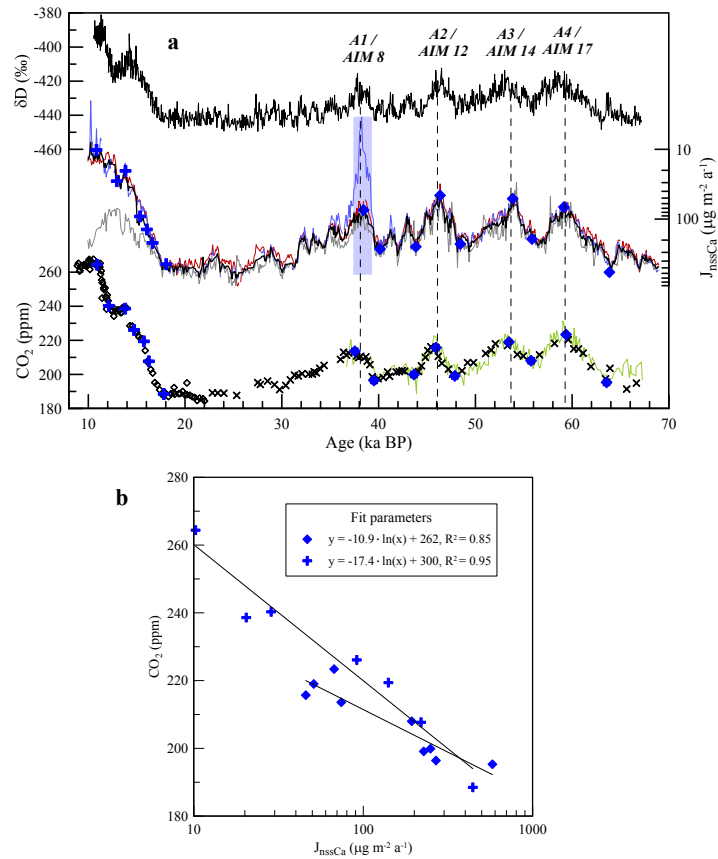 a
A1 /
AIM 8
A2 /
AIM 12
A3 /
AIM 14
A4 /
AIM 17
-380
-400
-420
-440
-460
δD (‰)
10
100
J_nssCa (μg m⁻² a⁻¹)
260
240
220
200
180
CO₂ (ppm)
10 20 30 40 50 60 70
Age (ka BP)
b
280
260
240
220
200
180
CO₂ (ppm)
Fit parameters
y = -10.9 · ln(x) + 262, R² = 0.85
y = -17.4 · ln(x) + 300, R² = 0.95
10 100 1000
J_nssCa (μg m⁻² a⁻¹)